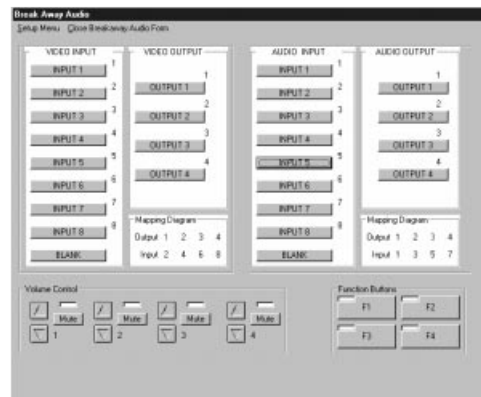 Break Away Audio
Setup Menu Close Breakaway Audio Form
VIDEO INPUT
INPUT 1 1
INPUT 2 2
INPUT 3 3
INPUT 4 4
INPUT 5 5
INPUT 6 6
INPUT 7 7
INPUT 8 8
BLANK
VIDEO OUTPUT
1
OUTPUT 1
2
OUTPUT 2
3
OUTPUT 3
4
OUTPUT 4
Mapping Diagram
Output 1 2 3 4
Input 2 4 6 8
AUDIO INPUT
INPUT 1 1
INPUT 2 2
INPUT 3 3
INPUT 4 4
INPUT 5 5
INPUT 6 6
INPUT 7 7
INPUT 8 8
BLANK
AUDIO OUTPUT
1
OUTPUT 1
2
OUTPUT 2
3
OUTPUT 3
4
OUTPUT 4
Mapping Diagram
Output 1 2 3 4
Input 1 3 5 7
Volume Control
Mute Mute Mute Mute
1 2 3 4
Function Buttons
F1 F2
F3 F4